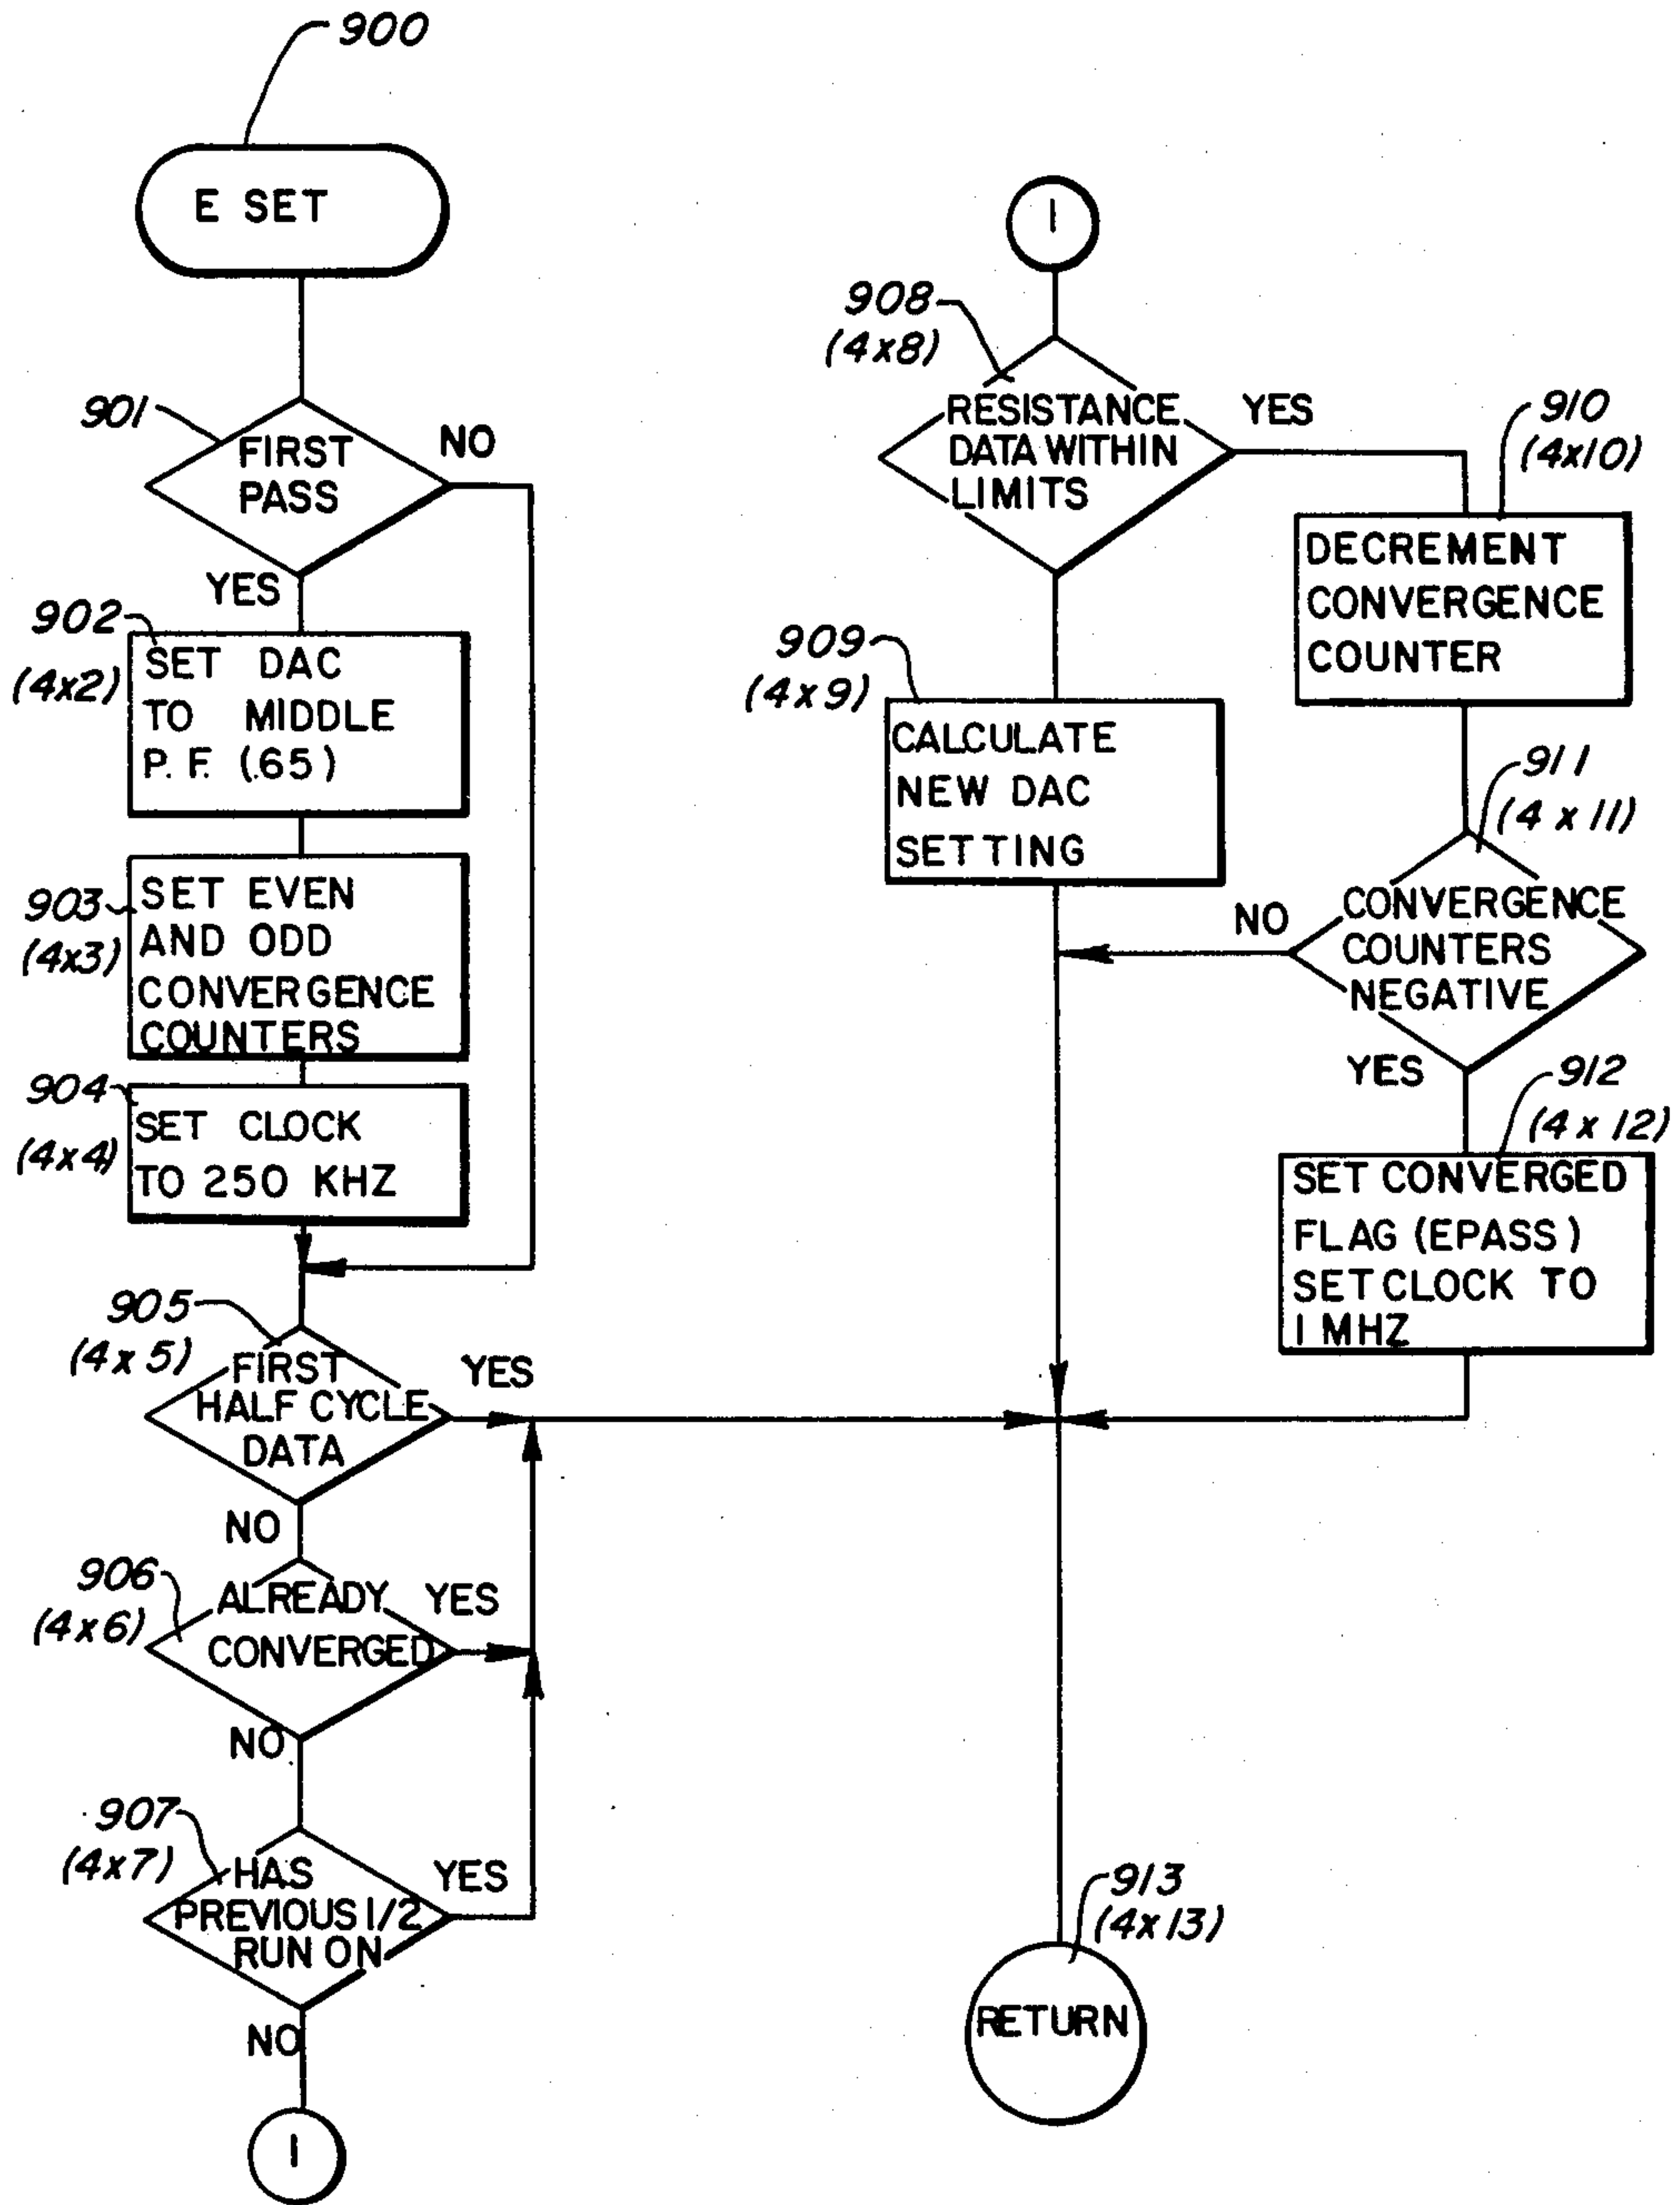 900
E SET
901
FIRST
PASS
NO
YES
902
(4x2)
SET DAC
TO MIDDLE
P. F. (.65)
903
(4x3)
SET EVEN
AND ODD
CONVERGENCE
COUNTERS
904
(4x4)
SET CLOCK
TO 250 KHZ
905
(4x5)
FIRST
HALF CYCLE
DATA
YES
NO
906
(4x6)
ALREADY
CONVERGED
YES
NO
907
(4x7)
HAS
PREVIOUS 1/2
RUN ON
YES
NO
1
1
908
(4x8)
RESISTANCE
DATA WITHIN
LIMITS
YES
909
(4x9)
CALCULATE
NEW DAC
SETTING
910
(4x10)
DECREMENT
CONVERGENCE
COUNTER
911
(4x11)
CONVERGENCE
COUNTERS
NEGATIVE
NO
YES
912
(4x12)
SET CONVERGED
FLAG (EPASS)
SET CLOCK TO
1 MHZ
913
(4x13)
RETURN